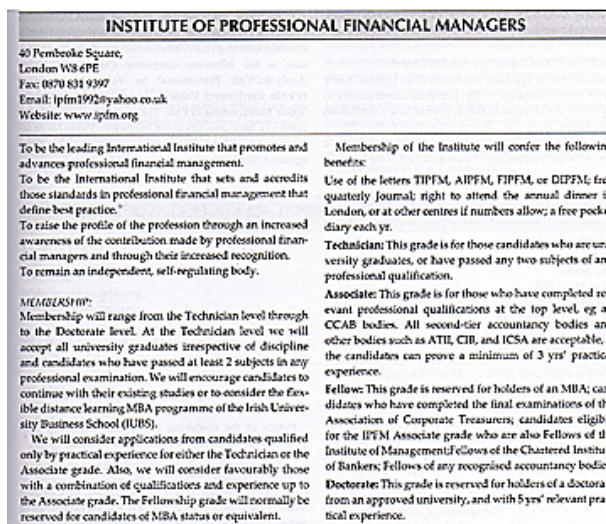 INSTITUTE OF PROFESSIONAL FINANCIAL MANAGERS
40 Pembroke Square,
London W8 6PE
Fax: 0870 831 9397
Email: ipfm1992@yahoo.co.uk
Website: www.ipfm.org
To be the leading International Institute that promotes and
advances professional financial management.
To be the International Institute that sets and accredits
those standards in professional financial management that
define best practice."
To raise the profile of the profession through an increased
awareness of the contribution made by professional finan-
cial managers and through their increased recognition.
To remain an independent, self-regulating body.
MEMBERSHIP:
Membership will range from the Technician level through
to the Doctorate level. At the Technician level we will
accept all university graduates irrespective of discipline
and candidates who have passed at least 2 subjects in any
professional examination. We will encourage candidates to
continue with their existing studies or to consider the flex-
ible distance learning MBA programme of the Irish Univer-
sity Business School (IUBS).
We will consider applications from candidates qualified
only by practical experience for either the Technician or the
Associate grade. Also, we will consider favourably those
with a combination of qualifications and experience up to
the Associate grade. The Fellowship grade will normally be
reserved for candidates of MBA status or equivalent.
Membership of the Institute will confer the followin
benefits:
Use of the letters TIPFM, AIPFM, FIPFM, or DIPFM; fre
quarterly Journal; right to attend the annual dinner i
London, or at other centres if numbers allow; a free pock
diary each yr.
Technician: This grade is for those candidates who are un
versity graduates, or have passed any two subjects of an
professional qualification.
Associate: This grade is for those who have completed re
evant professional qualifications at the top level, eg a
CCAB bodies. All second-tier accountancy bodies an
other bodies such as ATII, CIB, and ICSA are acceptable,
the candidates can prove a minimum of 3 yrs' practic
experience.
Fellow: This grade is reserved for holders of an MBA; can
didates who have completed the final examinations of th
Association of Corporate Treasurers; candidates eligib
for the IPFM Associate grade who are also Fellows of th
Institute of Management;Fellows of the Chartered Institu
of Bankers; Fellows of any recognised accountancy bodie
Doctorate: This grade is reserved for holders of a doctora
from an approved university, and with 5 yrs' relevant pra
tical experience.